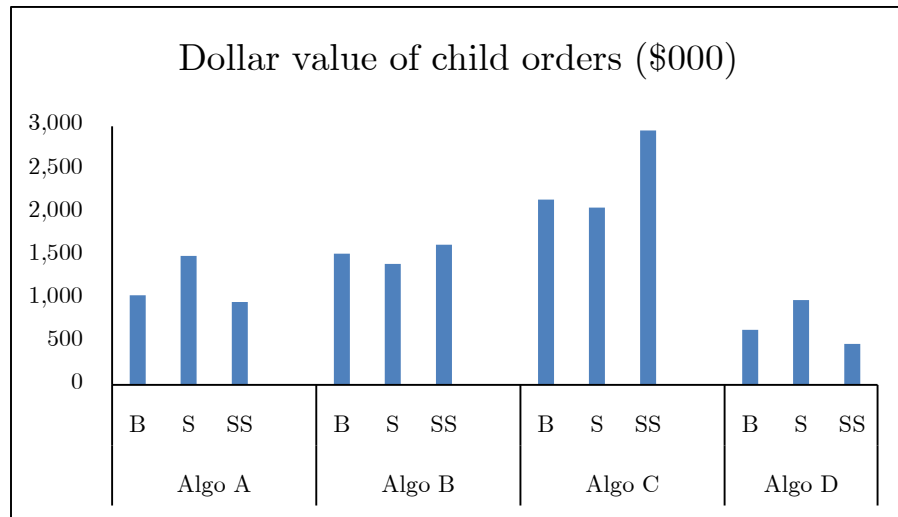 Dollar value of child orders ($000)
3,000
2,500
2,000
1,500
1,000
500
0
B S SS B S SS B S SS B S SS
Algo A Algo B Algo C Algo D